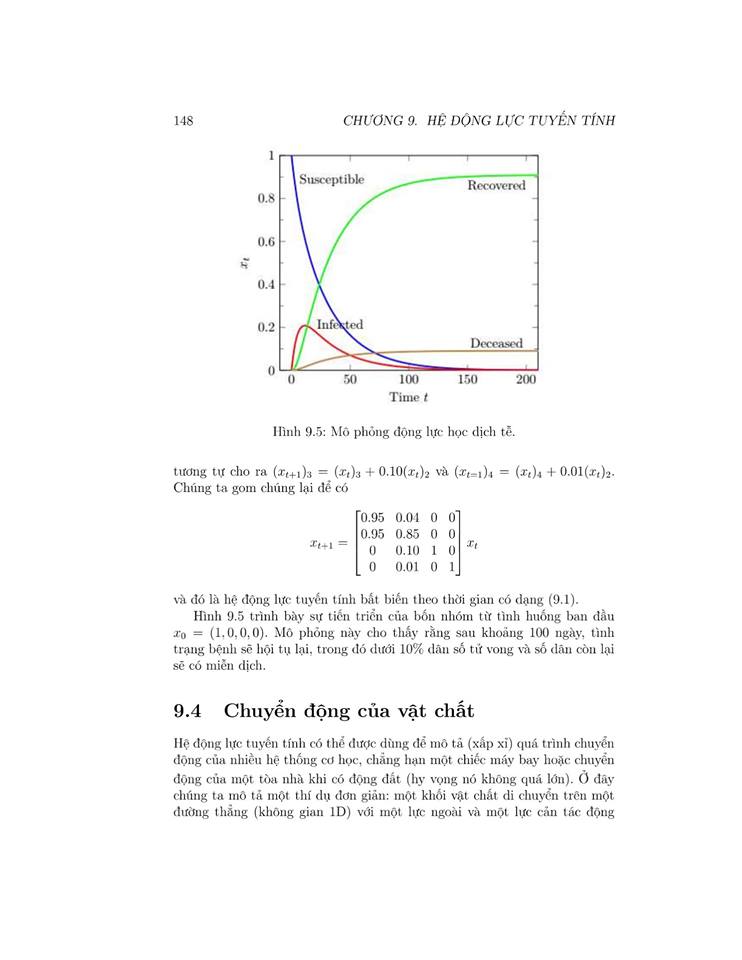 148 CHƯƠNG 9. HỆ ĐỘNG LỰC TUYẾN TÍNH
1
0.8
0.6
0.4
0.2
0
x_t
Susceptible
Recovered
Infected
Deceased
0 50 100 150 200
Time t
Hình 9.5: Mô phỏng động lực học dịch tễ.
tương tự cho ra (x_{t+1})_3 = (x_t)_3 + 0.10(x_t)_2 và (x_{t=1})_4 = (x_t)_4 + 0.01(x_t)_2.
Chúng ta gom chúng lại để có
x_{t+1} = [0.95 0.04 0 0
0.95 0.85 0 0
0 0.10 1 0
0 0.01 0 1] x_t
và đó là hệ động lực tuyến tính bất biến theo thời gian có dạng (9.1).
Hình 9.5 trình bày sự tiến triển của bốn nhóm từ tình huống ban đầu
x_0 = (1, 0, 0, 0). Mô phỏng này cho thấy rằng sau khoảng 100 ngày, tình
trạng bệnh sẽ hội tụ lại, trong đó dưới 10% dân số tử vong và số dân còn lại
sẽ có miễn dịch.
9.4 Chuyển động của vật chất
Hệ động lực tuyến tính có thể được dùng để mô tả (xấp xỉ) quá trình chuyển
động của nhiều hệ thống cơ học, chẳng hạn một chiếc máy bay hoặc chuyển
động của một tòa nhà khi có động đất (hy vọng nó không quá lớn). Ở đây
chúng ta mô tả một thí dụ đơn giản: một khối vật chất di chuyển trên một
đường thẳng (không gian 1D) với một lực ngoài và một lực cản tác động